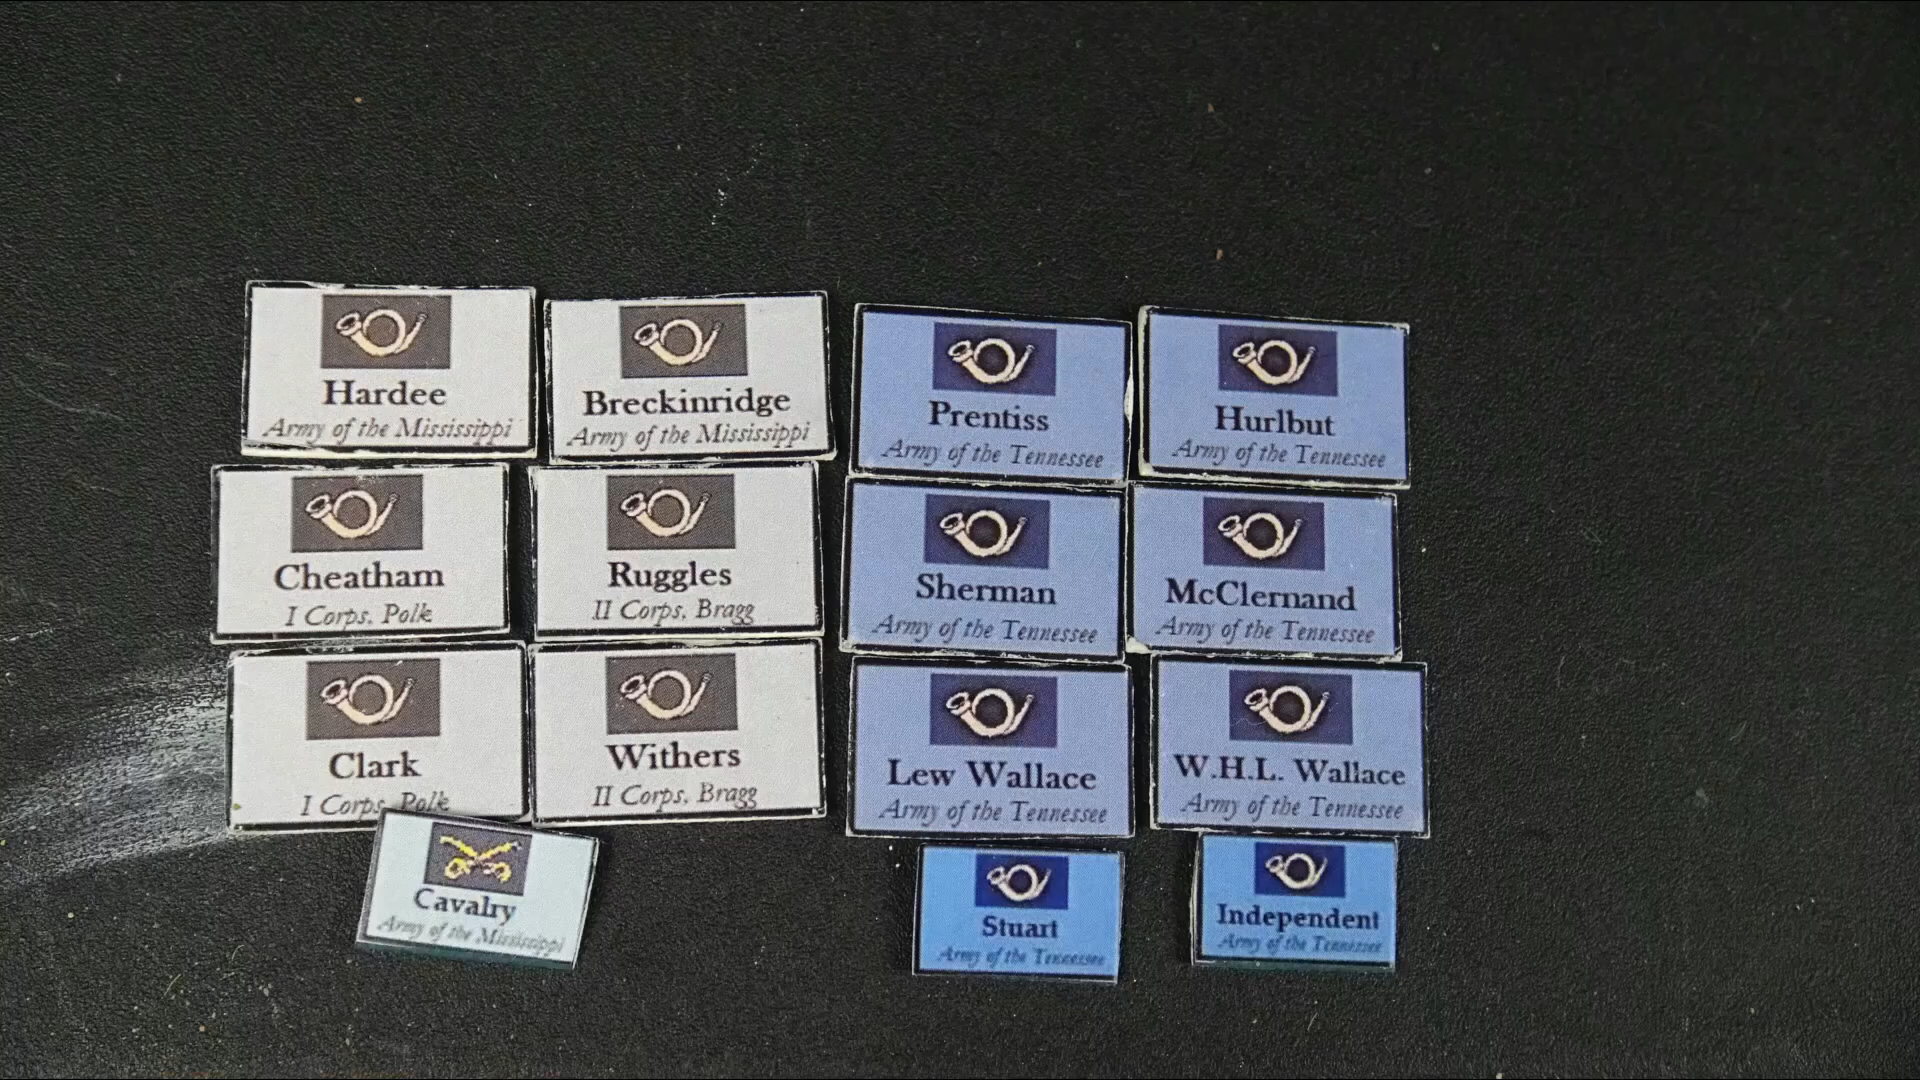 Hardee
Army of the Mississippi
Breckinridge
Army of the Mississippi
Prentiss
Army of the Tennessee
Hurlbut
Army of the Tennessee
Cheatham
I Corps, Polk
Ruggles
II Corps, Bragg
Sherman
Army of the Tennessee
McClernand
Army of the Tennessee
Clark
I Corps, Polk
Withers
II Corps, Bragg
Lew Wallace
Army of the Tennessee
W.H.L. Wallace
Army of the Tennessee
Cavalry
Army of the Mississippi
Stuart
Army of the Tennessee
Independent
Army of the Tennessee